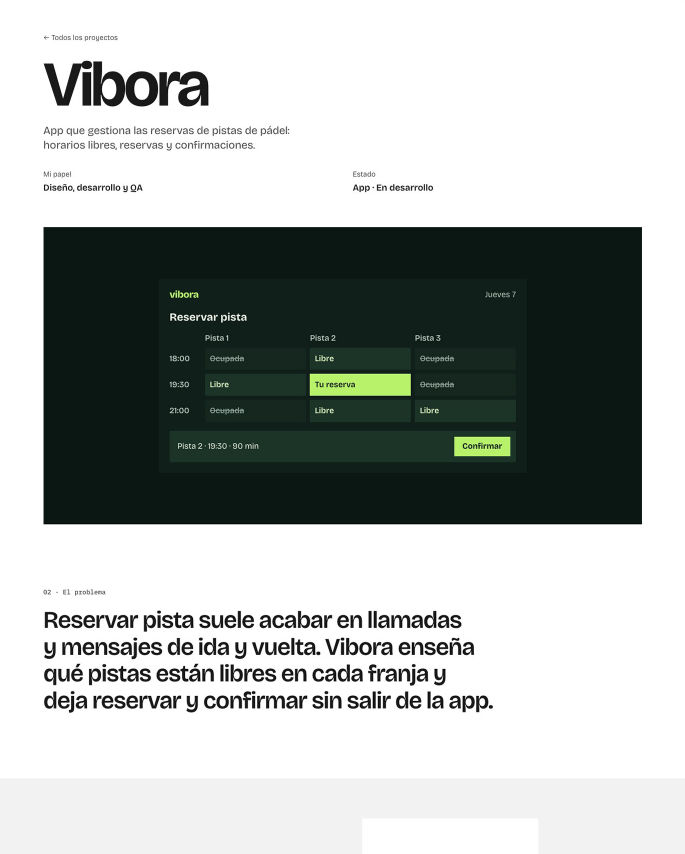 ← Todos los proyectos
Vibora
App que gestiona las reservas de pistas de pádel:
horarios libres, reservas y confirmaciones.
Mi papel
Diseño, desarrollo y QA
Estado
App · En desarrollo
vibora
Jueves 7
Reservar pista
Pista 1 Pista 2 Pista 3
18:00 Ocupada Libre Ocupada
19:30 Libre Tu reserva Ocupada
21:00 Ocupada Libre Libre
Pista 2 · 19:30 · 90 min
Confirmar
02 · El problema
Reservar pista suele acabar en llamadas
y mensajes de ida y vuelta. Vibora enseña
qué pistas están libres en cada franja y
deja reservar y confirmar sin salir de la app.